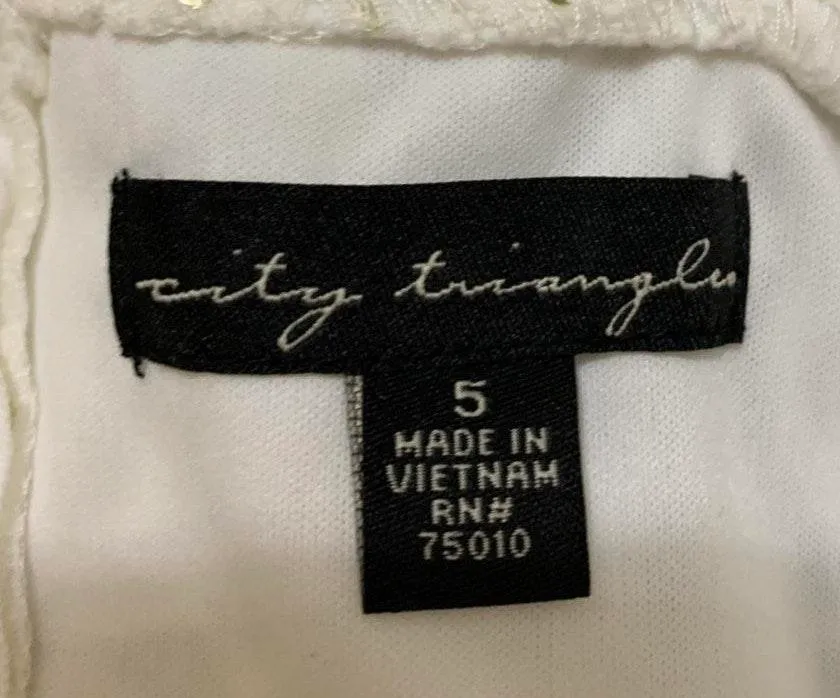 city triangles
5
MADE IN
VIETNAM
RN#
75010